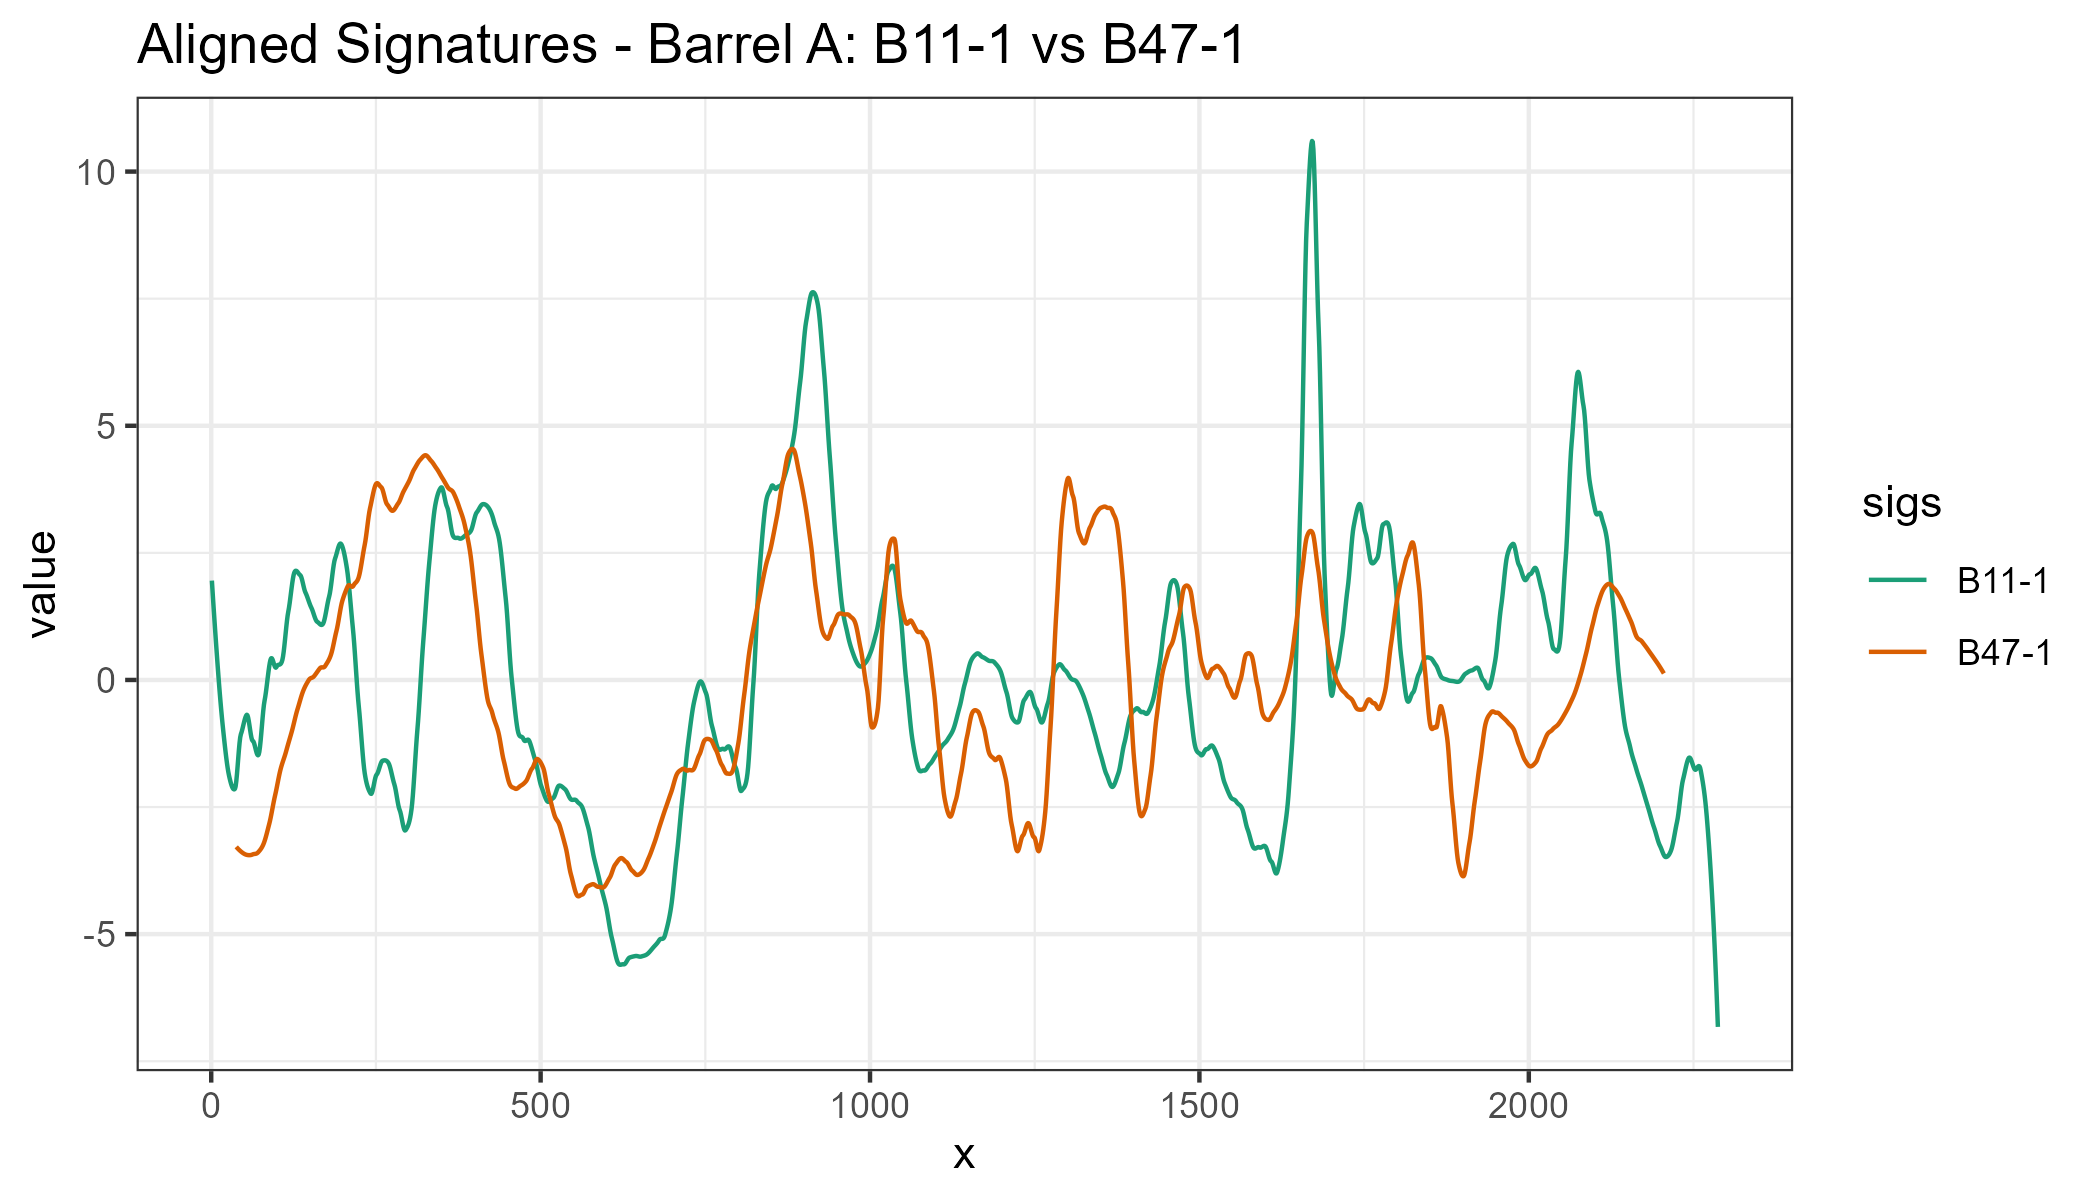 Aligned Signatures - Barrel A: B11-1 vs B47-1
value
10
5
0
-5
0 500 1000 1500 2000
x
sigs
B11-1
B47-1